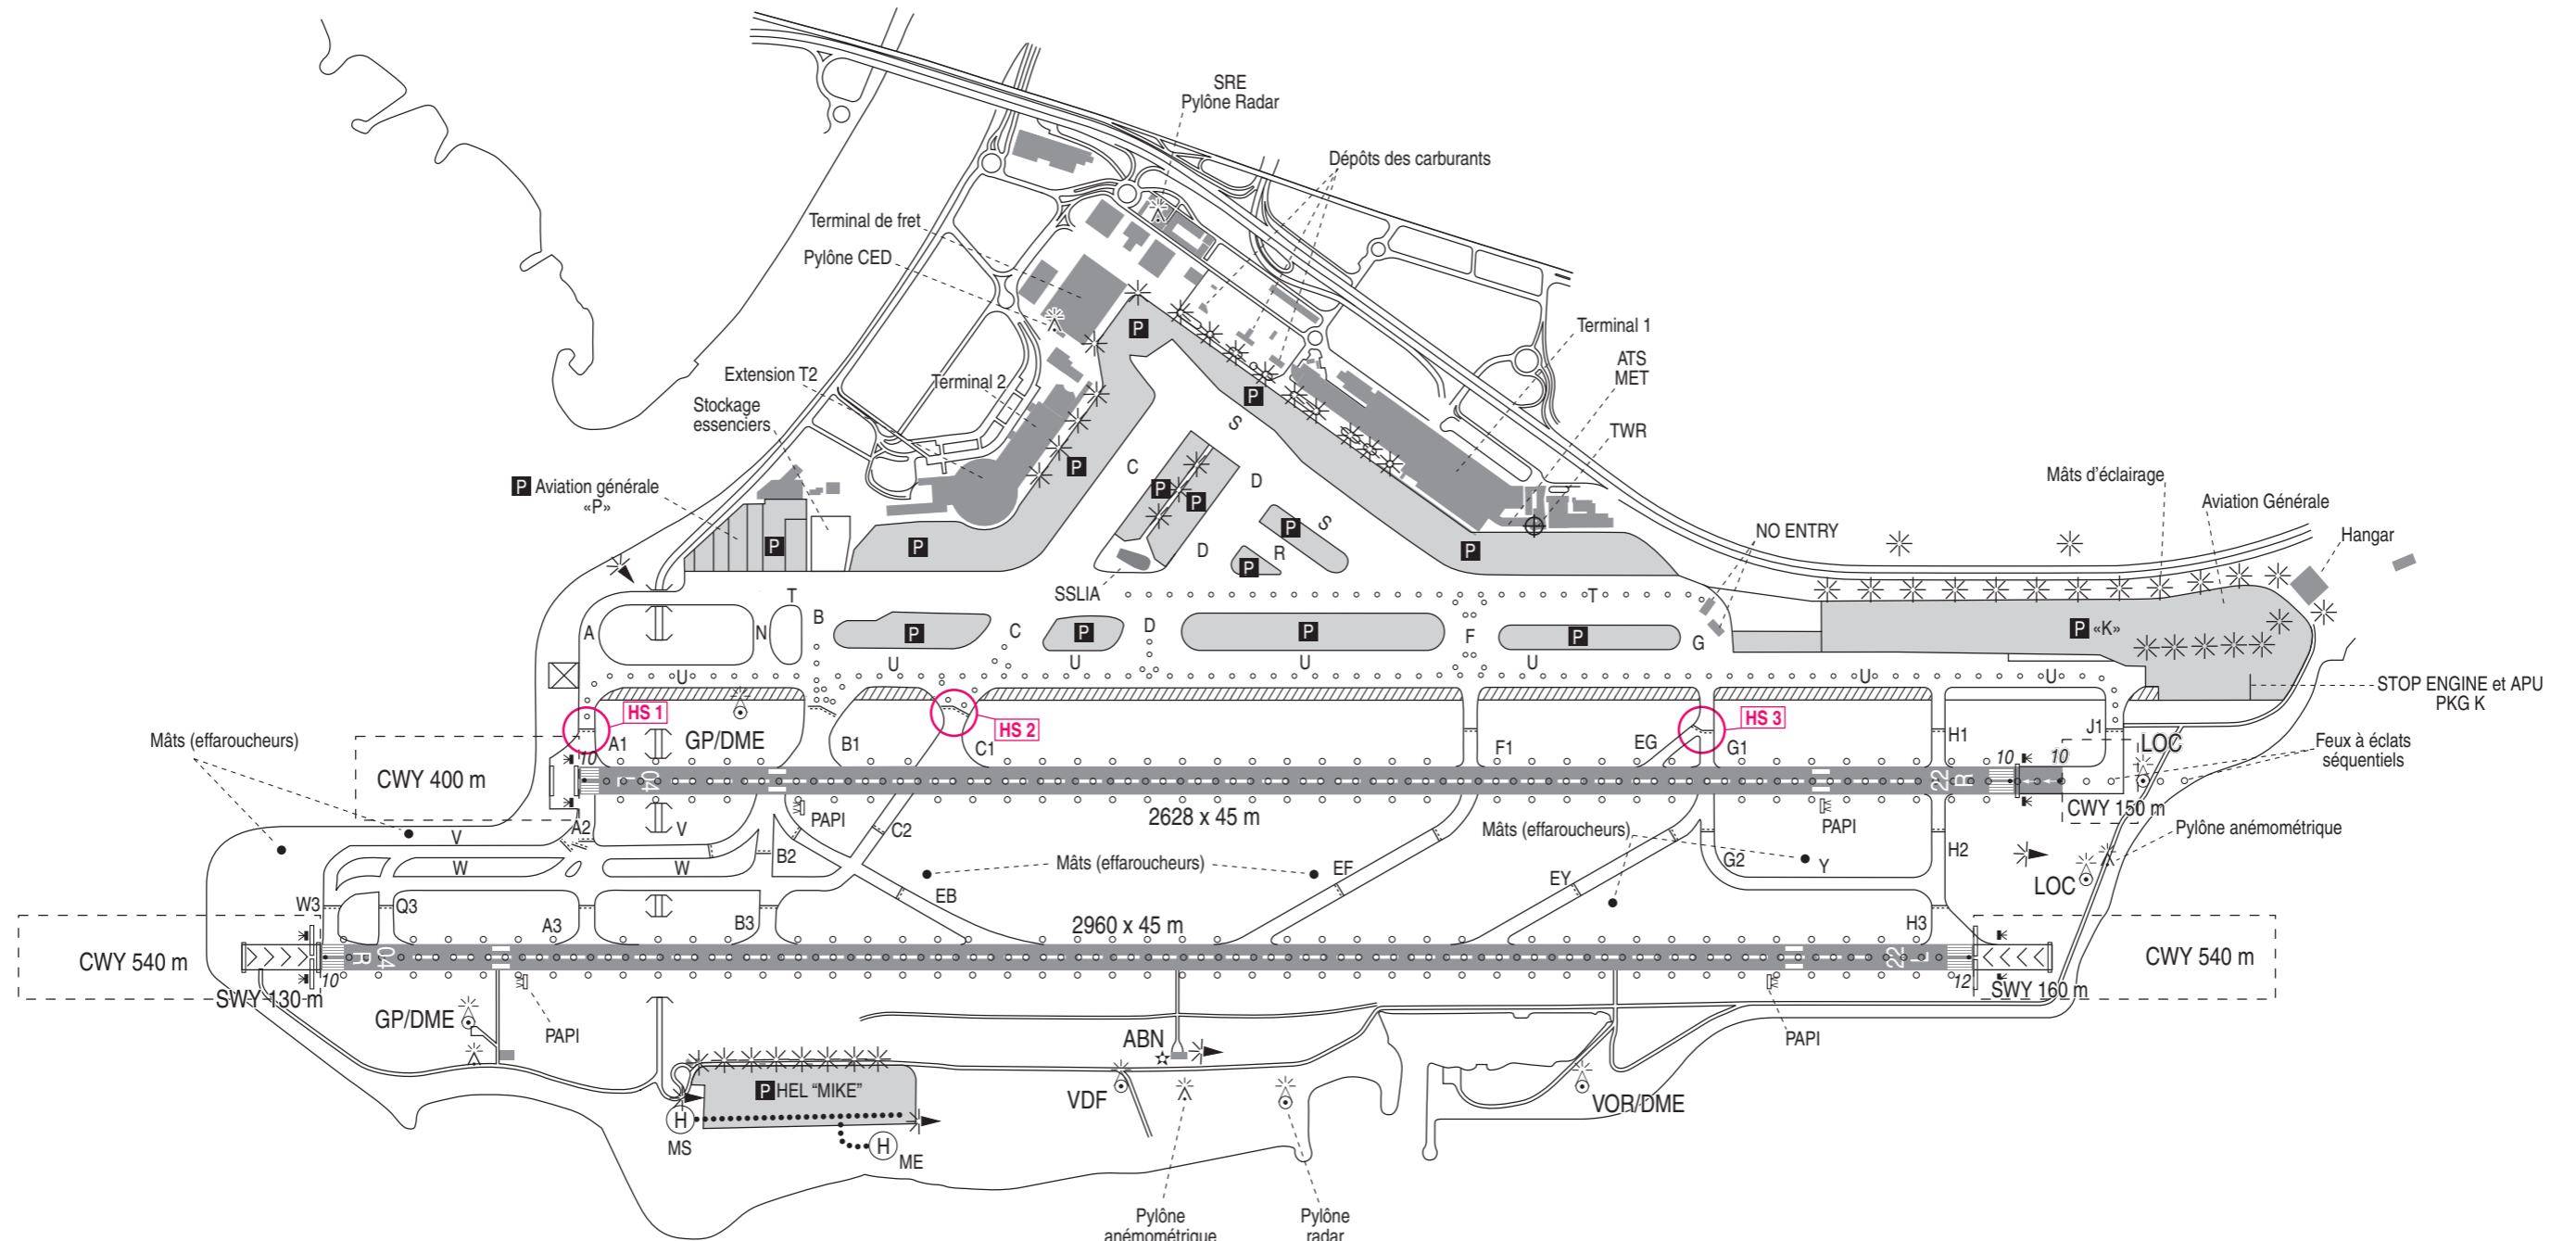 SRE
Pylône Radar
Dépôts des carburants
Terminal de fret
Pylône CED
P
Terminal 1
ATS
MET
Extension T2
Terminal 2
P
Stockage
essenciers
S
TWR
P
C
D
Mâts d'éclairage
P Aviation générale
«P»
P
P
Aviation Générale
P
S
NO ENTRY
Hangar
P
P
D
R
P
P
SSLIA
T
T
A
N
B
P
C
P
D
P
F
P
G
P «K»
U
U
U
U
U
U
U
STOP ENGINE et APU
PKG K
HS 1
HS 2
HS 3
Mâts (effaroucheurs)
A1
GP/DME
B1
C1
F1
EG
G1
H1
J1
LOC
Feux à éclats
séquentiels
CWY 400 m
10
10
10
L
04
22
R
CWY 150 m
PAPI
2628 x 45 m
PAPI
V
A2
V
C2
Mâts (effaroucheurs)
Pylône anémométrique
W
W
B2
Mâts (effaroucheurs)
EF
EY
G2
Y
H2
LOC
W3
Q3
A3
B3
EB
2960 x 45 m
H3
CWY 540 m
R
04
22
L
CWY 540 m
SWY 130 m
10
12
SWY 160 m
GP/DME
PAPI
ABN
PAPI
P HEL "MIKE"
VDF
VOR/DME
H
MS
H
ME
Pylône
anémométrique
Pylône
radar